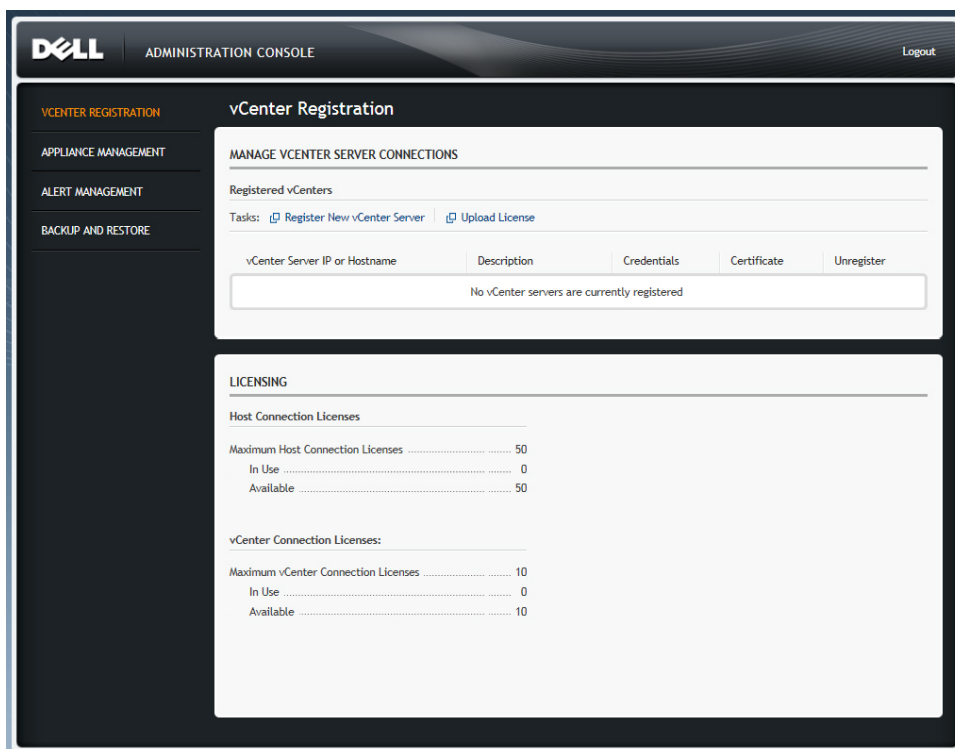 DELL
ADMINISTRATION CONSOLE
Logout
VCENTER REGISTRATION
APPLIANCE MANAGEMENT
ALERT MANAGEMENT
BACKUP AND RESTORE
vCenter Registration
MANAGE VCENTER SERVER CONNECTIONS
Registered vCenters
Tasks: Register New vCenter Server Upload License
vCenter Server IP or Hostname Description Credentials Certificate Unregister
No vCenter servers are currently registered
LICENSING
Host Connection Licenses
Maximum Host Connection Licenses 50
In Use 0
Available 50
vCenter Connection Licenses:
Maximum vCenter Connection Licenses 10
In Use 0
Available 10